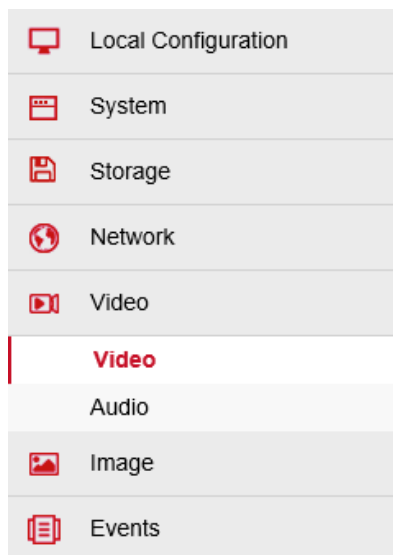 Local Configuration
System
Storage
Network
Video
Video
Audio
Image
Events